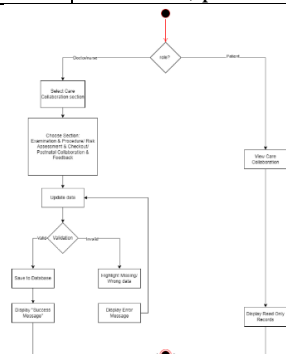 role?
Doctor/nurse
Patient
Select Care
Collaboration section
Choose Section:
Examination & Procedure/ Risk
Assessment & Checkout/
Postnatal Collaboration &
Feedback
View Care
Collaboration
Update data
Validation
Valid
Invalid
Save to Database
Highlight Missing/
Wrong data
Display "Success
Message"
Display Error
Message
Display Read Only
Records